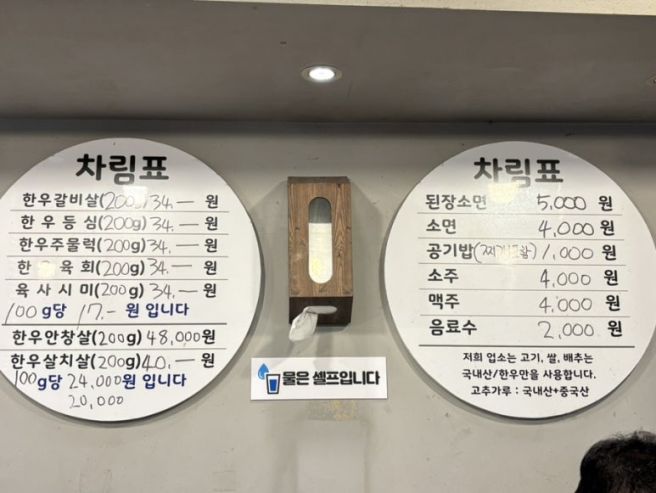 차림표
한우갈비살(200g) 34.— 원
한우등심(200g) 34.— 원
한우주물럭(200g) 34.— 원
한우육회(200g) 34.— 원
육사시미(200g) 34.— 원
100g당 17.— 원 입니다
한우안창살(200g) 48,000원
한우살치살(200g) 40.— 원
100g당 24,000원 입니다
20,000
물은 셀프입니다
차림표
된장소면 5,000 원
소면 4,000 원
공기밥 1,000 원
소주 4,000 원
맥주 4,000 원
음료수 2,000 원
저희 업소는 고기, 쌀, 배추는
국내산/한우만을 사용합니다.
고추가루 : 국내산+중국산